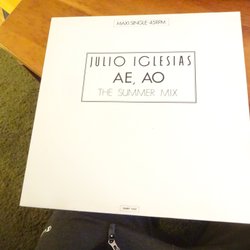 MAXI-SINGLE 45RPM
JULIO IGLESIAS
AE, AO
THE SUMMER MIX